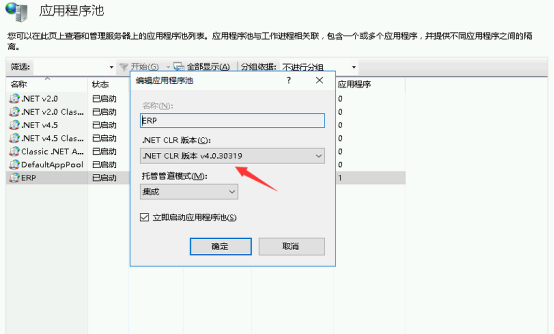 应用程序池
您可以在此页上查看和管理服务器上的应用程序池列表。应用程序池与工作进程相关联，包含一个或多个应用程序，并提供不同应用程序之间的隔离。
筛选: 开始(G) 全部显示(A) 分组依据: 不进行分组
名称 状态 应用程序
.NET v2.0 已启动 0
.NET v2.0 Clas... 已启动 0
.NET v4.5 已启动 0
.NET v4.5 Clas... 已启动 0
Classic .NET A... 已启动 0
DefaultAppPool 已启动 0
ERP 已启动 1
编辑应用程序池 ? ×
名称(N):
ERP
.NET CLR 版本(C):
.NET CLR 版本 v4.0.30319
托管管道模式(M):
集成
立即启动应用程序池(S)
确定 取消